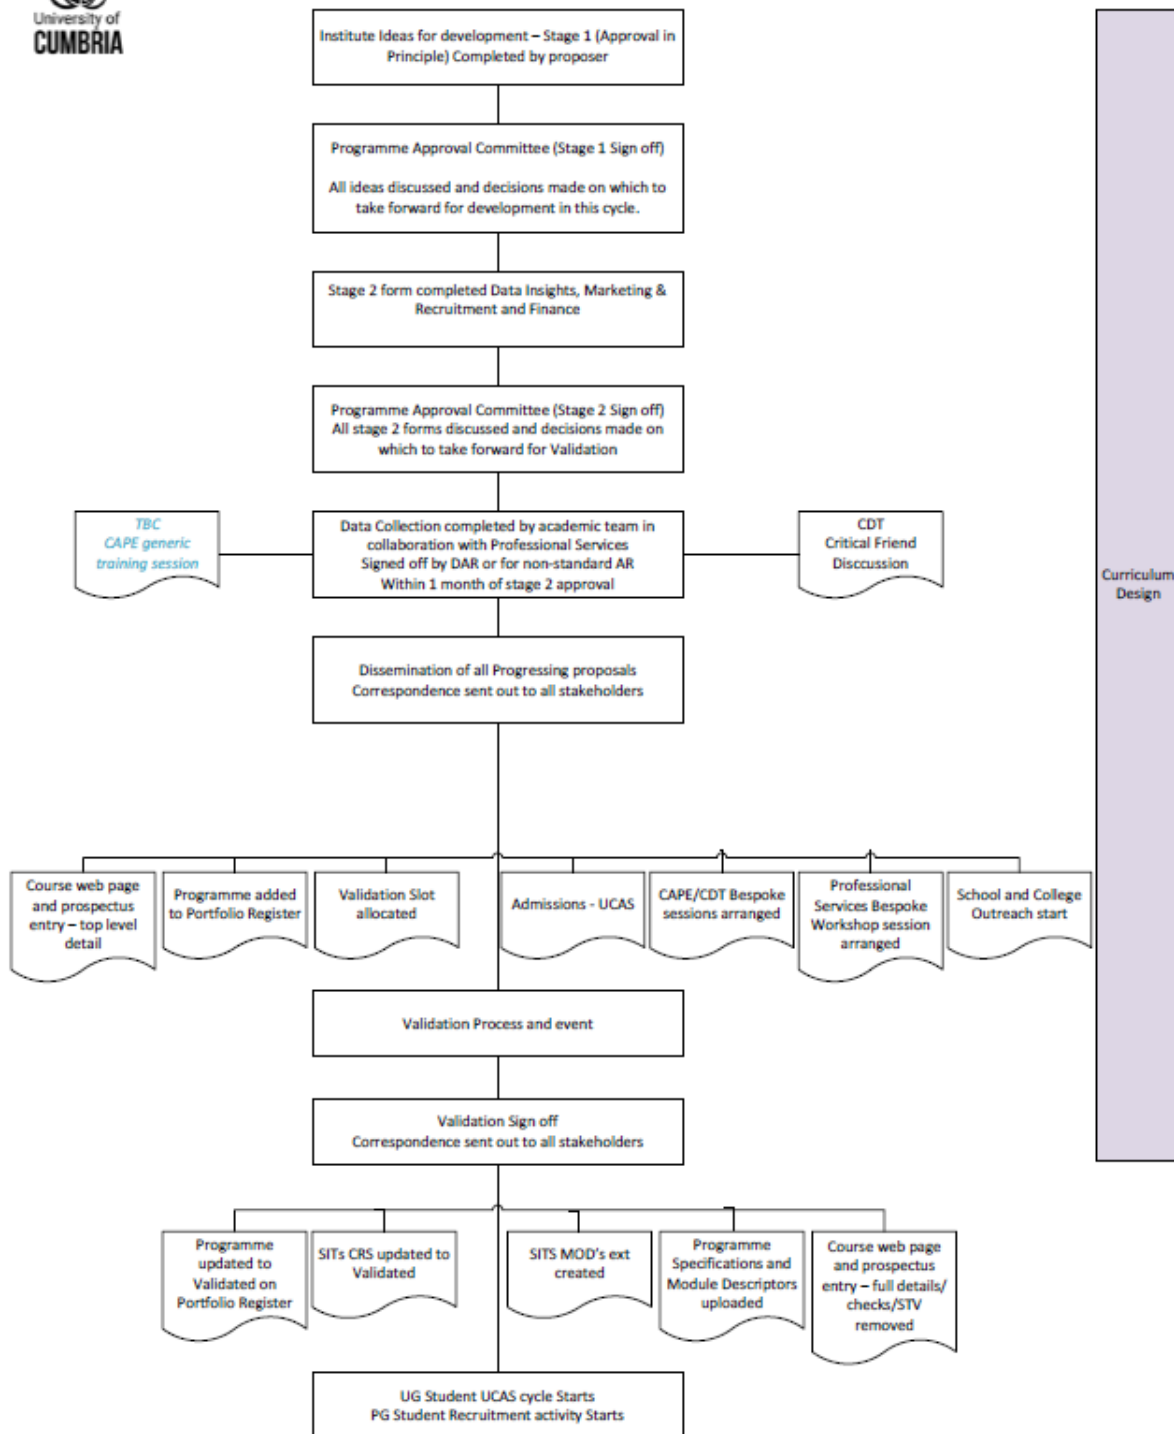 University of
CUMBRIA
Institute Ideas for development – Stage 1 (Approval in
Principle) Completed by proposer
Programme Approval Committee (Stage 1 Sign off)
All ideas discussed and decisions made on which to
take forward for development in this cycle.
Stage 2 form completed Data Insights, Marketing &
Recruitment and Finance
Programme Approval Committee (Stage 2 Sign off)
All stage 2 forms discussed and decisions made on
which to take forward for Validation
TBC
CAPE generic
training session
Data Collection completed by academic team in
collaboration with Professional Services
Signed off by DAR or for non-standard AR
Within 1 month of stage 2 approval
CDT
Critical Friend
Disccussion
Curriculum
Design
Dissemination of all Progressing proposals
Correspondence sent out to all stakeholders
Course web page
and prospectus
entry – top level
detail
Programme added
to Portfolio Register
Validation Slot
allocated
Admissions - UCAS
CAPE/CDT Bespoke
sessions arranged
Professional
Services Bespoke
Workshop session
arranged
School and College
Outreach start
Validation Process and event
Validation Sign off
Correspondence sent out to all stakeholders
Programme
updated to
Validated on
Portfolio Register
SITs CRS updated to
Validated
SITS MOD's ext
created
Programme
Specifications and
Module Descriptors
uploaded
Course web page
and prospectus
entry – full details/
checks/STV
removed
UG Student UCAS cycle Starts
PG Student Recruitment activity Starts